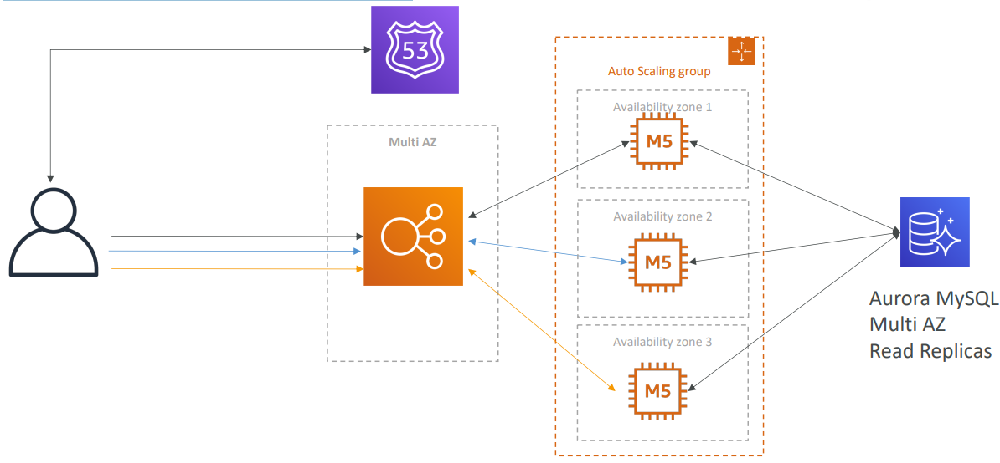 53
Auto Scaling group
Availability zone 1
M5
Multi AZ
Availability zone 2
M5
Availability zone 3
M5
Aurora MySQL
Multi AZ
Read Replicas